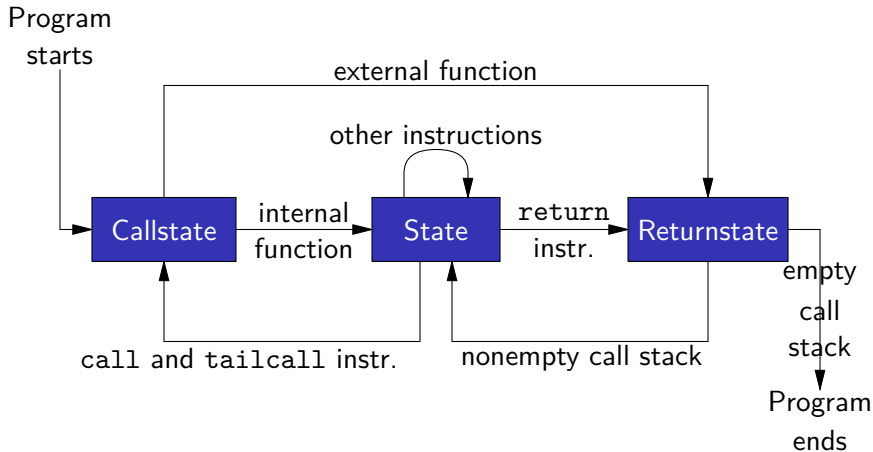 Program
starts
external function
other instructions
Callstate
internal
function
State
return
instr.
Returnstate
empty
call
stack
call and tailcall instr.
nonempty call stack
Program
ends